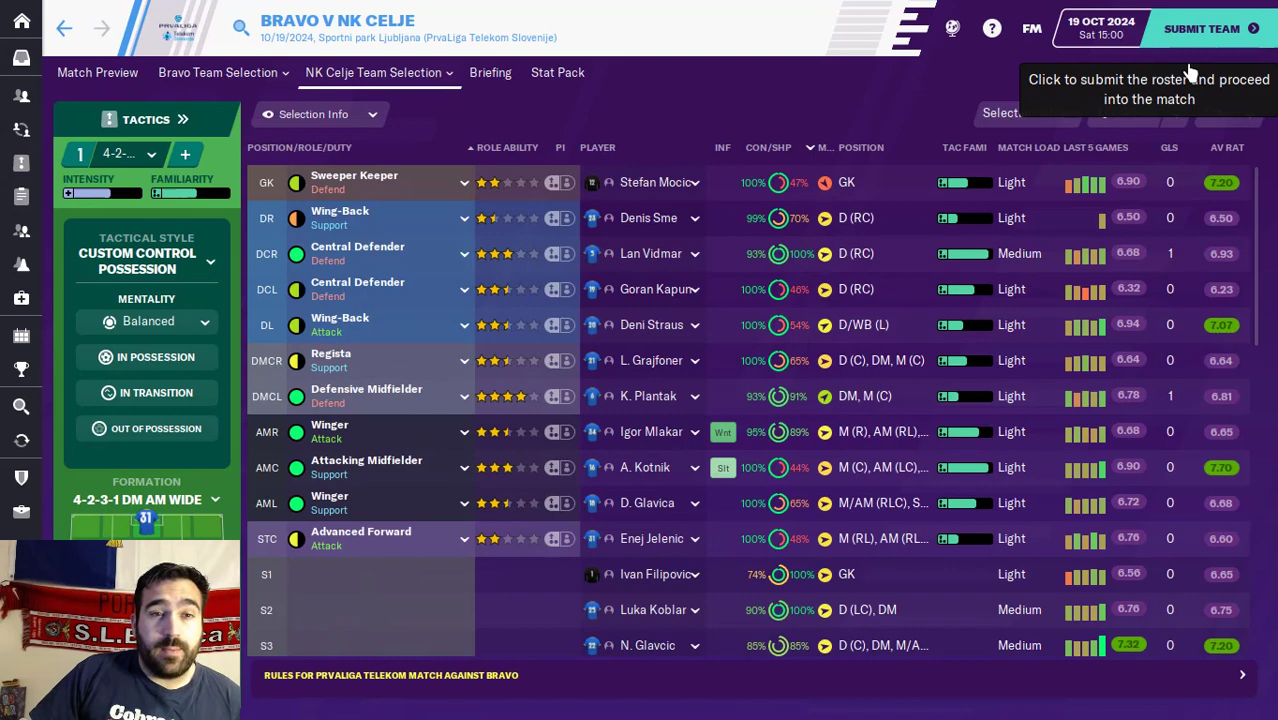 BRAVO V NK CELJE
10/19/2024, Sportni park Ljubljana (PrvaLiga Telekom Slovenije)
PRVALIGA
Telekom
Slovenije
FM
19 OCT 2024
Sat 15:00
SUBMIT TEAM
Click to submit the roster and proceed
into the match
Match Preview
Bravo Team Selection
NK Celje Team Selection
Briefing
Stat Pack
TACTICS
1 4-2-...
INTENSITY FAMILIARITY
TACTICAL STYLE
CUSTOM CONTROL
POSSESSION
MENTALITY
Balanced
IN POSSESSION
IN TRANSITION
OUT OF POSSESSION
FORMATION
4-2-3-1 DM AM WIDE
31
Selection Info
POSITION/ROLE/DUTY ROLE ABILITY PI PLAYER INF CON/SHP M... POSITION TAC FAMI MATCH LOAD LAST 5 GAMES GLS AV RAT
GK Sweeper Keeper Defend 12 Stefan Mocic 100% 47% GK Light 6.90 0 7.20
DR Wing-Back Support Denis Sme 99% 70% D (RC) Light 6.50 0 6.50
DCR Central Defender Defend Lan Vidmar 93% 100% D (RC) Medium 6.68 1 6.93
DCL Central Defender Defend 19 Goran Kapun 100% 46% D (RC) Light 6.32 0 6.23
DL Wing-Back Attack 20 Deni Straus 100% 54% D/WB (L) Light 6.94 0 7.07
DMCR Regista Support 21 L. Grajfoner 100% 65% D (C), DM, M (C) Light 6.64 0 6.64
DMCL Defensive Midfielder Defend 6 K. Plantak 93% 91% DM, M (C) Light 6.78 1 6.81
AMR Winger Attack Igor Mlakar Wnt 95% 89% M (R), AM (RL),... Light 6.68 0 6.65
AMC Attacking Midfielder Support 16 A. Kotnik Slt 100% 44% M (C), AM (LC),... Light 6.90 0 7.70
AML Winger Support D. Glavica 100% 65% M/AM (RLC), S... Light 6.72 0 6.68
STC Advanced Forward Attack 31 Enej Jelenic 100% 48% M (RL), AM (RL... Light 6.76 0 6.60
S1 1 Ivan Filipovic 74% 100% GK Light 6.56 0 6.65
S2 Luka Koblar 90% 100% D (LC), DM Medium 6.76 0 6.75
S3 N. Glavcic 85% 85% D (C), DM, M/A... Medium 7.32 0 7.20
RULES FOR PRVALIGA TELEKOM MATCH AGAINST BRAVO
S.L.B